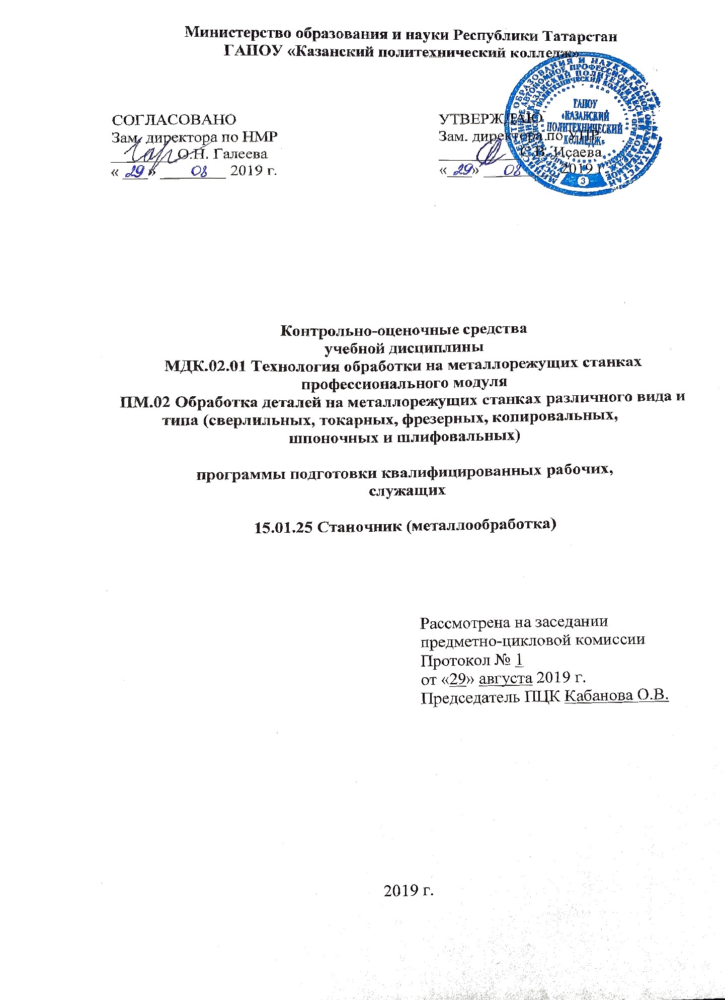 Министерство образования и науки Республики Татарстан
ГАПОУ «Казанский политехнический колледж»
СОГЛАСОВАНО
Зам. директора по НМР
О.Н. Галеева
«29» 08 2019 г.
УТВЕРЖДАЮ
Зам. директора по УПР
С.В. Исаева
«29» 08 2019 г.
ГАПОУ
«КАЗАНСКИЙ
ПОЛИТЕХНИЧЕСКИЙ
КОЛЛЕДЖ»
3
Контрольно-оценочные средства
учебной дисциплины
МДК.02.01 Технология обработки на металлорежущих станках
профессионального модуля
ПМ.02 Обработка деталей на металлорежущих станках различного вида и
типа (сверлильных, токарных, фрезерных, копировальных,
шпоночных и шлифовальных)
программы подготовки квалифицированных рабочих,
служащих
15.01.25 Станочник (металлообработка)
Рассмотрена на заседании
предметно-цикловой комиссии
Протокол № 1
от «29» августа 2019 г.
Председатель ПЦК Кабанова О.В.
2019 г.